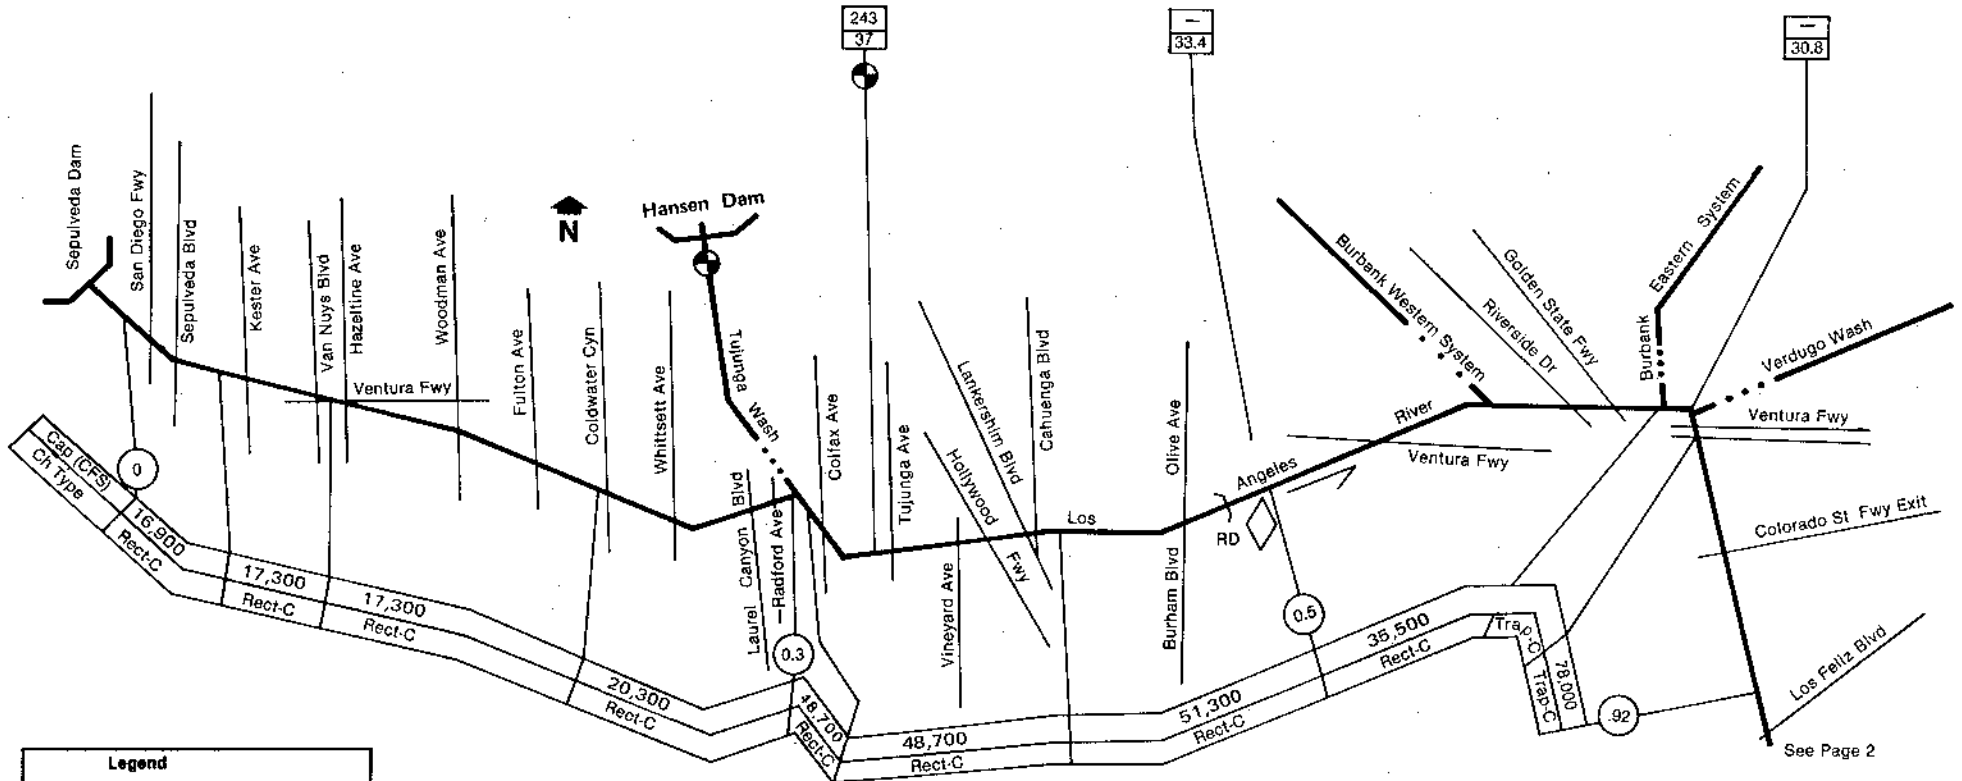 243
37
—
33.4
—
30.8
Sepulveda Dam
San Diego Fwy
Sepulveda Blvd
Kester Ave
Van Nuys Blvd
Hazeltine Ave
Woodman Ave
Ventura Fwy
N
Fulton Ave
Coldwater Cyn
Whittsett Ave
Hansen Dam
Tujunga Wash
Laurel Canyon Blvd
Radford Ave
Colfax Ave
Tujunga Ave
Vineyard Ave
Lankershim Blvd
Hollywood Fwy
Cahuenga Blvd
Olive Ave
Burham Blvd
Los Angeles River
RD
Ventura Fwy
Burbank Western System
Riverside Dr
Golden State Fwy
Burbank Eastern System
Verdugo Wash
Ventura Fwy
Colorado St Fwy Exit
Los Feliz Blvd
See Page 2
Cap (CFS)
Ch Type
0
16,900
Rect-C
17,300
Rect-C
17,300
Rect-C
20,300
Rect-C
0.3
48,700
Rect-C
48,700
Rect-C
51,300
Rect-C
0.5
35,500
Rect-C
Trap-C
78,000
Trap-C
.92
Legend